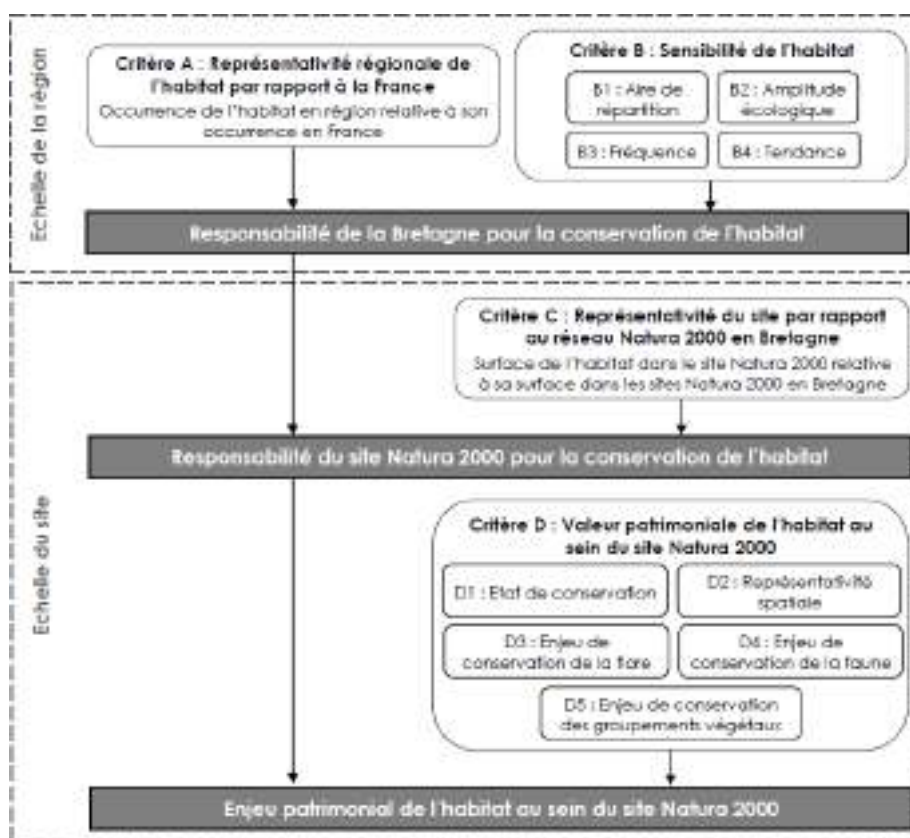 Echelle de la région
Critère A : Représentativité régionale de
l'habitat par rapport à la France
Occurrence de l'habitat en région relative à son
occurrence en France
Critère B : Sensibilité de l'habitat
B1 : Aire de
répartition
B2 : Amplitude
écologique
B3 : Fréquence
B4 : Tendance
Responsabilité de la Bretagne pour la conservation de l'habitat
Echelle du site
Critère C : Représentativité du site par rapport
au réseau Natura 2000 en Bretagne
Surface de l'habitat dans le site Natura 2000 relative
à sa surface dans les sites Natura 2000 en Bretagne
Responsabilité du site Natura 2000 pour la conservation de l'habitat
Critère D : Valeur patrimoniale de l'habitat au
sein du site Natura 2000
D1 : Etat de conservation
D2 : Représentativité
spatiale
D3 : Enjeu de
conservation de la flore
D4 : Enjeu de
conservation de la faune
D5 : Enjeu de conservation
des groupements végétaux
Enjeu patrimonial de l'habitat au sein du site Natura 2000